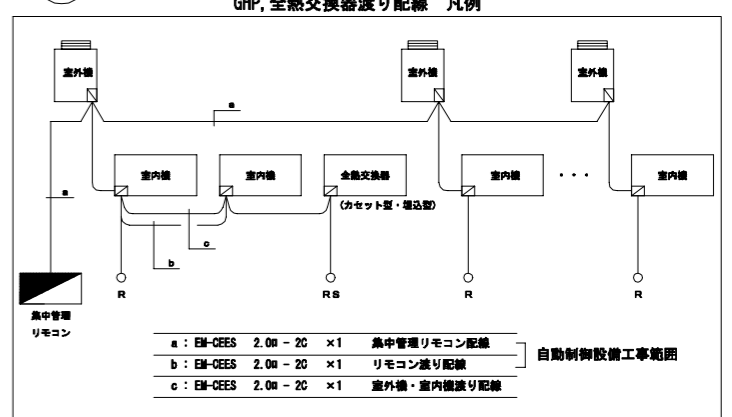 GHP,全熱交換器渡り配線 凡例
室外機 室外機 室外機
a
室内機 室内機 全熱交換器 室内機 ・・・ 室内機
(カセット型・埋込型)
a
c
b
R RS R R
集中管理
リモコン
a : EM-CEES 2.0㎟ - 2C ×1 集中管理リモコン配線
b : EM-CEES 2.0㎟ - 2C ×1 リモコン渡り配線
自動制御設備工事範囲
c : EM-CEES 2.0㎟ - 2C ×1 室外機・室内機渡り配線